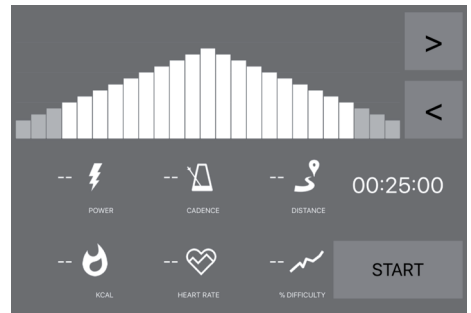 >
<
-- -- -- 00:25:00
POWER CADENCE DISTANCE
-- -- -- START
KCAL HEART RATE % DIFFICULTY